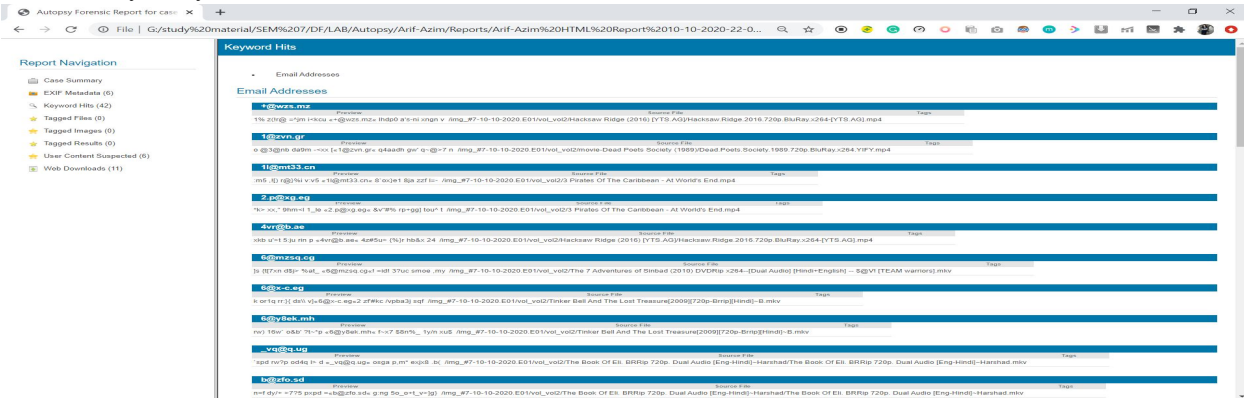 Autopsy Forensic Report for case
File | G:/study%20material/SEM%207/DF/LAB/Autopsy/Arif-Azim/Reports/Arif-Azim%20HTML%20Report%2010-10-2020-22-0...
Report Navigation
Case Summary
EXIF Metadata (6)
Keyword Hits (42)
Tagged Files (0)
Tagged Images (0)
Tagged Results (0)
User Content Suspected (6)
Web Downloads (11)
Keyword Hits
Email Addresses
Email Addresses
+@wzs.mz
Preview Source File Tags
/img_#7-10-10-2020.E01/vol_vol2/Hacksaw Ridge (2016) [YTS.AG]/Hacksaw.Ridge.2016.720p.BluRay.x264-[YTS.AG].mp4
1@zvn.gr
Preview Source File Tags
/img_#7-10-10-2020.E01/vol_vol2/movie-Dead Poets Society (1989)/Dead.Poets.Society.1989.720p.BluRay.x264.YIFY.mp4
1l@mt33.cn
Preview Source File Tags
/img_#7-10-10-2020.E01/vol_vol2/3 Pirates Of The Caribbean - At World's End.mp4
2.p@xg.eg
Preview Source File Tags
/img_#7-10-10-2020.E01/vol_vol2/3 Pirates Of The Caribbean - At World's End.mp4
4vr@b.ae
Preview Source File Tags
/img_#7-10-10-2020.E01/vol_vol2/Hacksaw Ridge (2016) [YTS.AG]/Hacksaw.Ridge.2016.720p.BluRay.x264-[YTS.AG].mp4
6@mzsq.cg
Preview Source File Tags
/img_#7-10-10-2020.E01/vol_vol2/The 7 Adventures of Sinbad (2010) DVDRip x264--[Dual Audio] [Hindi+English] -- $@V! [TEAM warriors].mkv
6@x-c.eg
Preview Source File Tags
/img_#7-10-10-2020.E01/vol_vol2/Tinker Bell And The Lost Treasure[2009][720p-Brrip][Hindi]~B.mkv
6@y8ek.mh
Preview Source File Tags
/img_#7-10-10-2020.E01/vol_vol2/Tinker Bell And The Lost Treasure[2009][720p-Brrip][Hindi]~B.mkv
_vq@q.ug
Preview Source File Tags
/img_#7-10-10-2020.E01/vol_vol2/The Book Of Eli. BRRip 720p. Dual Audio [Eng-Hindi]~Harshad/The Book Of Eli. BRRip 720p. Dual Audio [Eng-Hindi]~Harshad.mkv
b@zfo.sd
Preview Source File Tags
/img_#7-10-10-2020.E01/vol_vol2/The Book Of Eli. BRRip 720p. Dual Audio [Eng-Hindi]~Harshad/The Book Of Eli. BRRip 720p. Dual Audio [Eng-Hindi]~Harshad.mkv